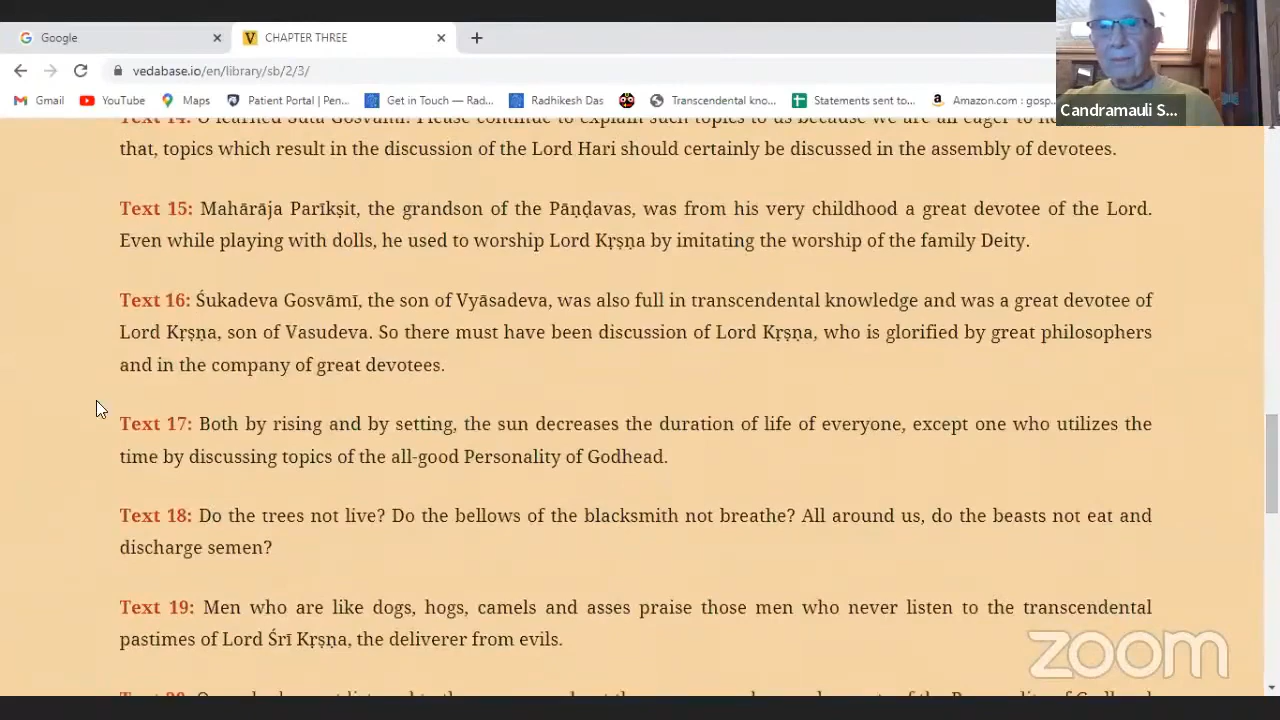 Google
CHAPTER THREE
vedabase.io/en/library/sb/2/3/
Gmail YouTube Maps Patient Portal | Pen... Get in Touch — Rad... Radhikesh Das Transcendental kno... Statements sent to... Amazon.com : gosp...
Candramauli S...
Text 14: O learned Sūta Gosvāmī! Please continue to explain such topics to us because we are all eager to
that, topics which result in the discussion of the Lord Hari should certainly be discussed in the assembly of devotees.
Text 15: Mahārāja Parīkṣit, the grandson of the Pāṇḍavas, was from his very childhood a great devotee of the Lord.
Even while playing with dolls, he used to worship Lord Kṛṣṇa by imitating the worship of the family Deity.
Text 16: Śukadeva Gosvāmī, the son of Vyāsadeva, was also full in transcendental knowledge and was a great devotee of
Lord Kṛṣṇa, son of Vasudeva. So there must have been discussion of Lord Kṛṣṇa, who is glorified by great philosophers
and in the company of great devotees.
Text 17: Both by rising and by setting, the sun decreases the duration of life of everyone, except one who utilizes the
time by discussing topics of the all-good Personality of Godhead.
Text 18: Do the trees not live? Do the bellows of the blacksmith not breathe? All around us, do the beasts not eat and
discharge semen?
Text 19: Men who are like dogs, hogs, camels and asses praise those men who never listen to the transcendental
pastimes of Lord Śrī Kṛṣṇa, the deliverer from evils.
zoom